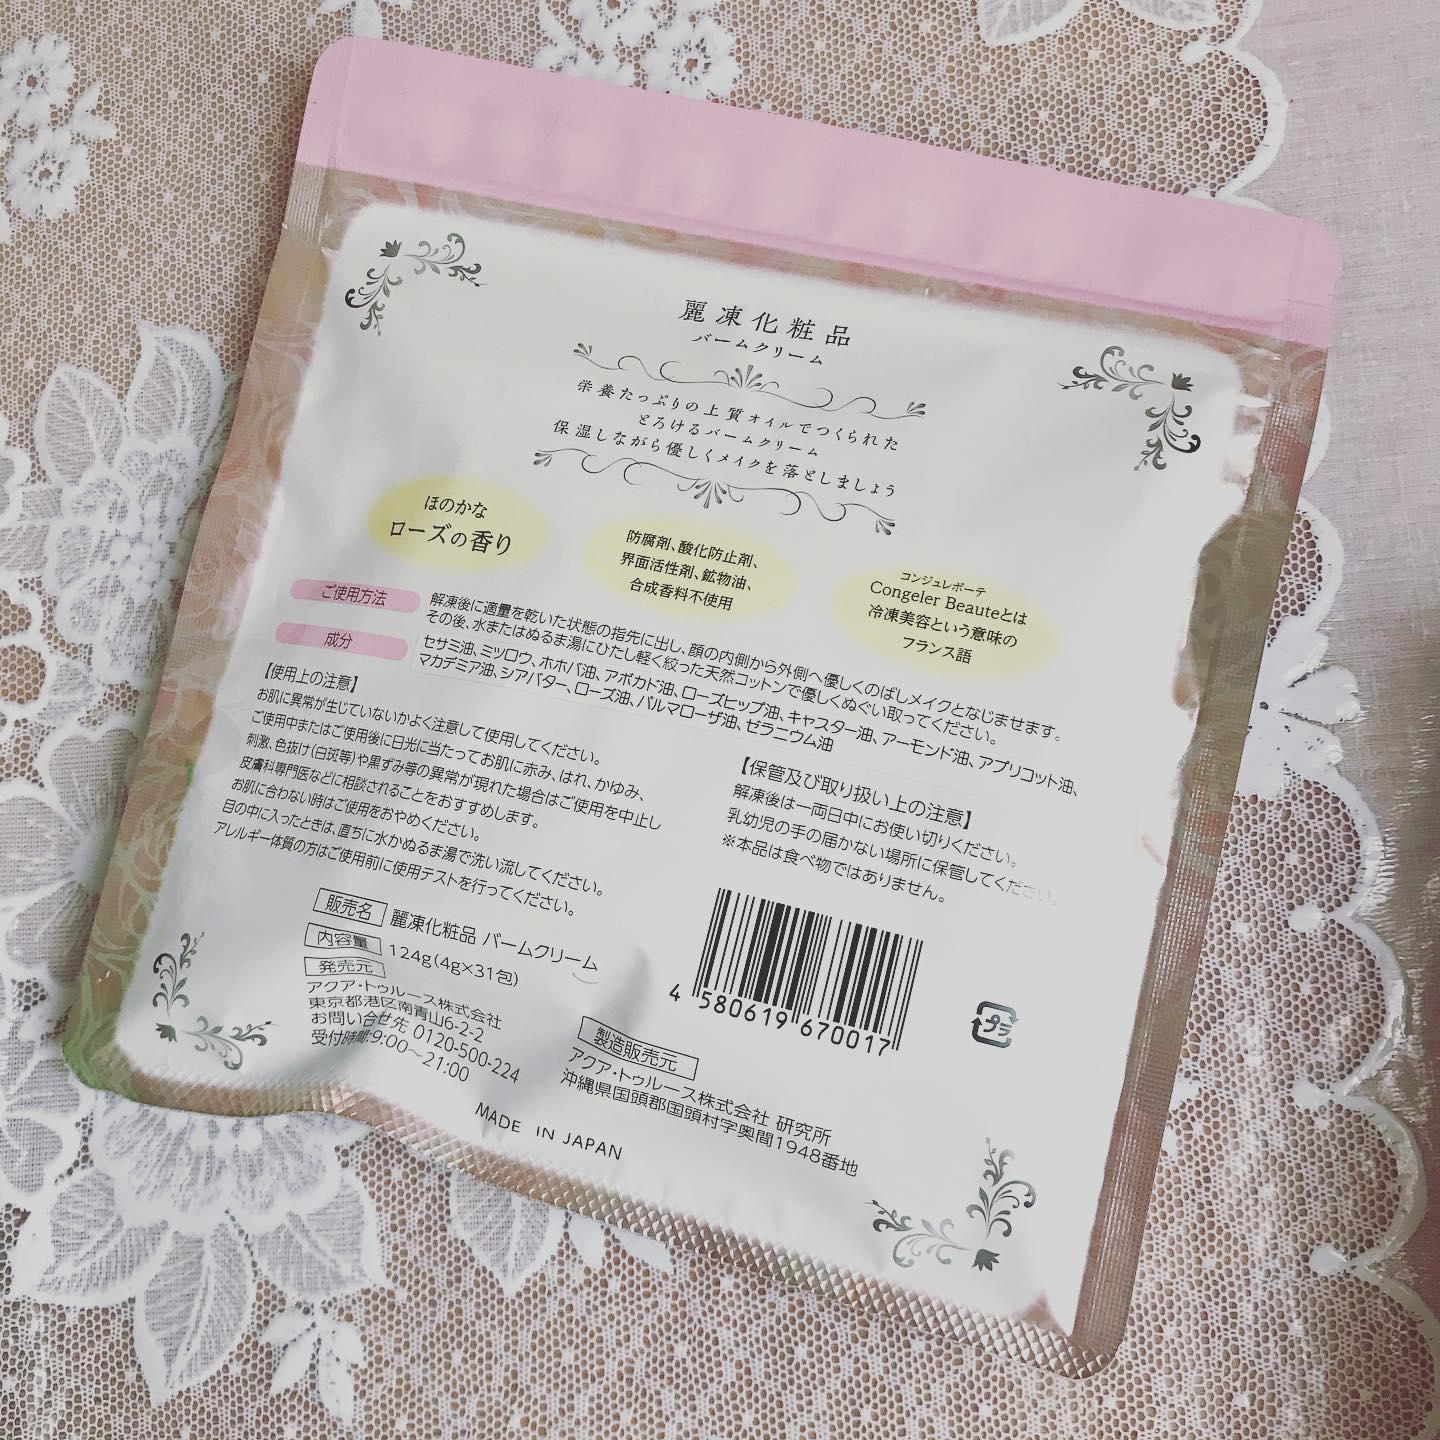 麗凍化粧品
バームクリーム
栄養たっぷりの上質オイルでつくられた
とろけるバームクリーム
保湿しながら優しくメイクを落としましょう
ほのかな
ローズの香り
防腐剤、酸化防止剤、
界面活性剤、鉱物油、
合成香料不使用
コンジュレボーテ
Congeler Beauteとは
冷凍美容という意味の
フランス語
ご使用方法
解凍後に適量を乾いた状態の指先に出し、顔の内側から外側へ優しくのばしメイクとなじませます。
その後、水またはぬるま湯にひたし軽く絞った天然コットンで優しくぬぐい取ってください。
成分
セサミ油、ミツロウ、ホホバ油、アボカド油、ローズヒップ油、キャスター油、アーモンド油、アプリコット油、
マカデミア油、シアバター、ローズ油、パルマローザ油、ゼラニウム油
【使用上の注意】
お肌に異常が生じていないかよく注意して使用してください。
ご使用中またはご使用後に日光に当たってお肌に赤み、はれ、かゆみ、
刺激、色抜け(白斑等)や黒ずみ等の異常が現れた場合はご使用を中止し
皮膚科専門医などに相談されることをおすすめします。
お肌に合わない時はご使用をおやめください。
目の中に入ったときは、直ちに水かぬるま湯で洗い流してください。
アレルギー体質の方はご使用前に使用テストを行ってください。
【保管及び取り扱い上の注意】
解凍後は一両日中にお使い切りください。
乳幼児の手の届かない場所に保管してください。
※本品は食べ物ではありません。
販売名 麗凍化粧品 バームクリーム
内容量 124g(4g×31包)
発売元
アクア・トゥルース株式会社
東京都港区南青山6-2-2
お問い合せ先 0120-500-224
受付時間:9:00〜21:00
4 580619 670017
プラ
製造販売元
アクア・トゥルース株式会社 研究所
沖縄県国頭郡国頭村字奥間1948番地
MADE IN JAPAN